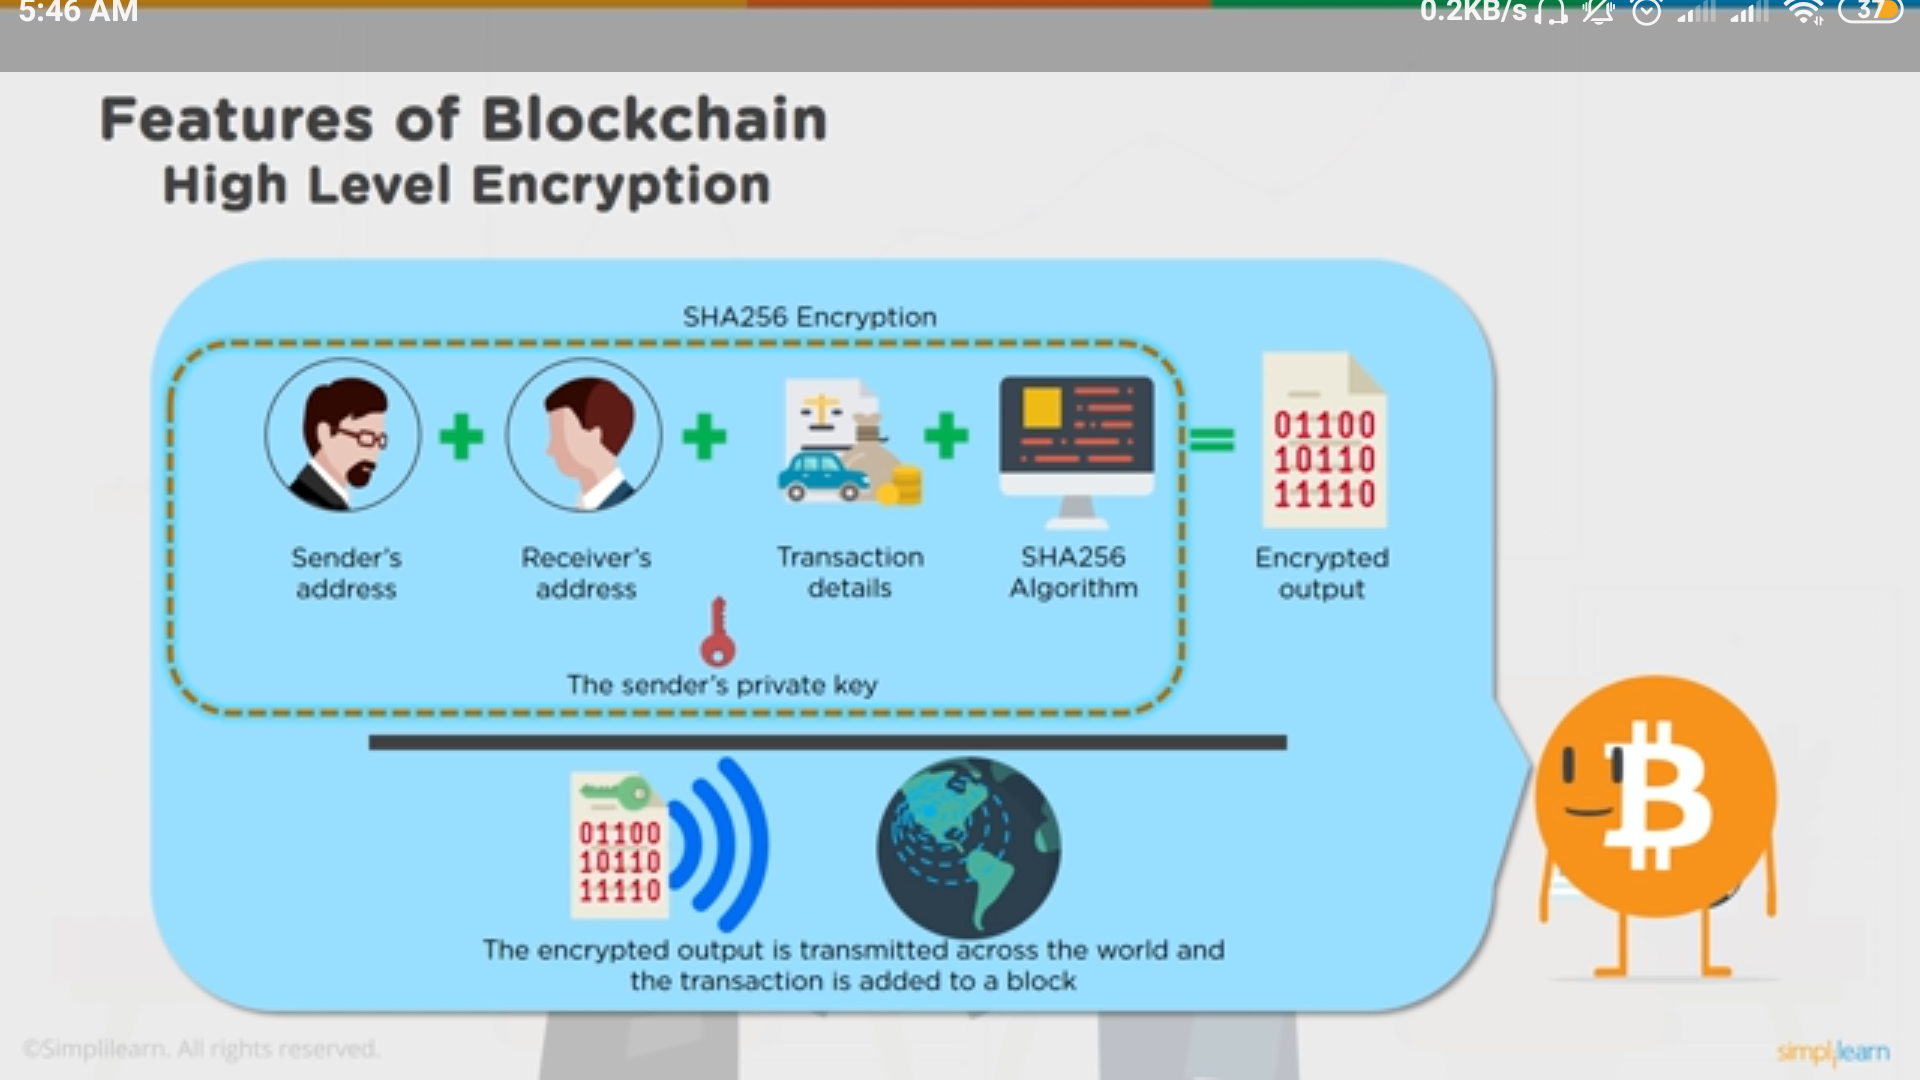 5:46 AM
0.2KB/s
37
Features of Blockchain
High Level Encryption
SHA256 Encryption
Sender's
address
Receiver's
address
Transaction
details
SHA256
Algorithm
01100
10110
11110
Encrypted
output
The sender's private key
01100
10110
11110
The encrypted output is transmitted across the world and
the transaction is added to a block
©Simplilearn. All rights reserved.
simplilearn